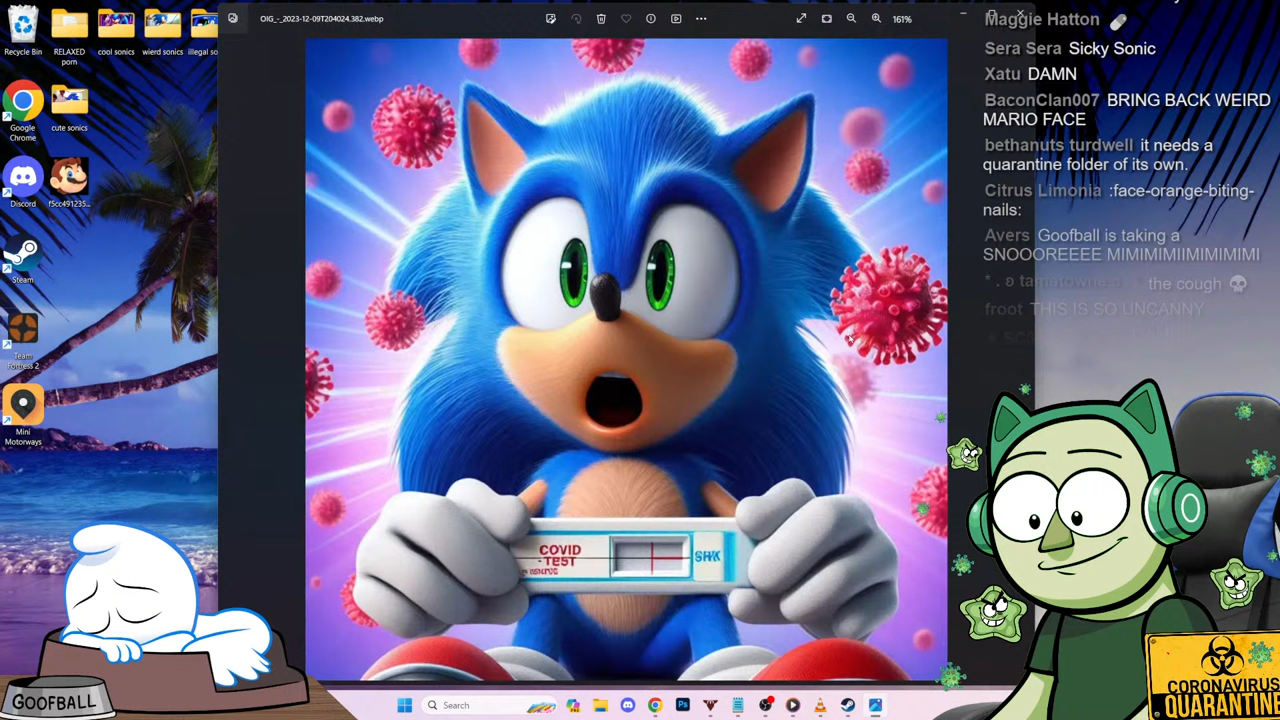 OIG_-_2023-12-09T204024.382.webp
161%
Recycle Bin
RELAXED porn
cool sonics
wierd sonics
illegal so...
Google Chrome
cute sonics
Discord
f5cc491235...
Steam
Team Fortress 2
Mini Motorways
Maggie Hatton
Sera Sera Sicky Sonic
Xatu DAMN
BaconClan007 BRING BACK WEIRD
MARIO FACE
bethanuts turdwell it needs a
quarantine folder of its own.
Citrus Limonia :face-orange-biting-
nails:
Avers Goofball is taking a
SNOOOREEEE MIMIMIMIIMIMIMIMI
the cough
froot THIS IS SO UNCANNY
COVID
-TEST
GOOFBALL
Search
CORONAVIRUS
QUARANTINE